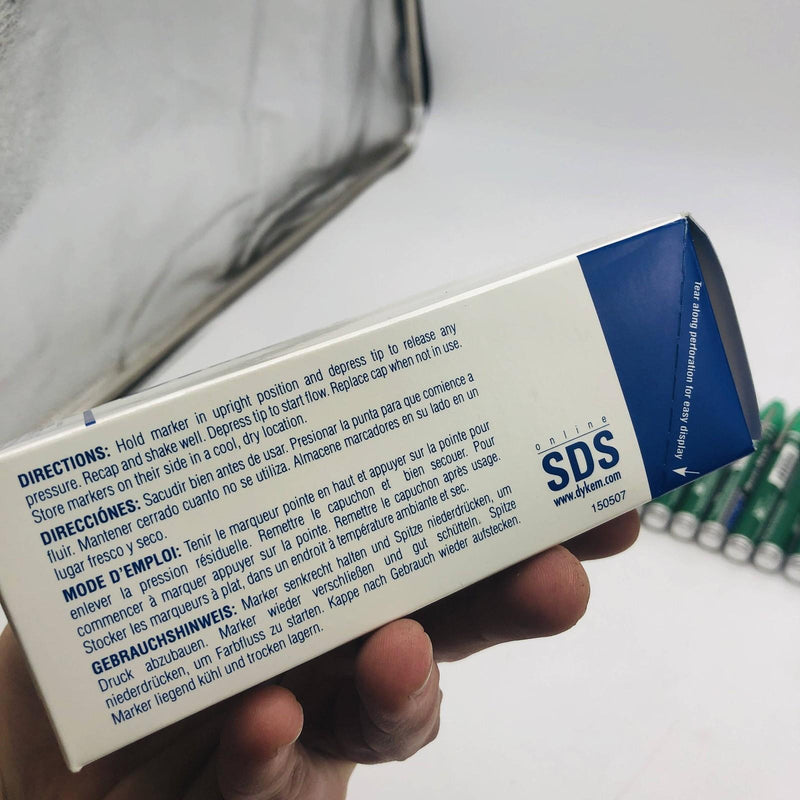 DIRECTIONS: Hold marker in upright position and depress tip to release any
pressure. Recap and shake well. Depress tip to start flow. Replace cap when not in use.
Store markers on their side in a cool, dry location.
DIRECCIÓNES: Sacudir bien antes de usar. Presionar la punta para que comience a
fluir. Mantener cerrado cuanto no se utiliza. Almacene marcadores en su lado en un
lugar fresco y seco.
MODE D'EMPLOI: Tenir le marqueur pointe en haut et appuyer sur la pointe pour
enlever la pression résiduelle. Remettre le capuchon et bien secouer. Pour
commencer à marquer appuyer sur la pointe. Remettre le capuchon après usage.
Stocker les marqueurs à plat, dans un endroit à température ambiante et sec.
GEBRAUCHSHINWEIS: Marker senkrecht halten und Spitze niederdrücken, um
Druck abzubauen. Marker wieder verschließen und gut schütteln. Spitze
niederdrücken, um Farbfluss zu starten. Kappe nach Gebrauch wieder aufstecken.
Marker liegend kühl und trocken lagern.
online
SDS
www.dykem.com
150507
Tear along perforation for easy display